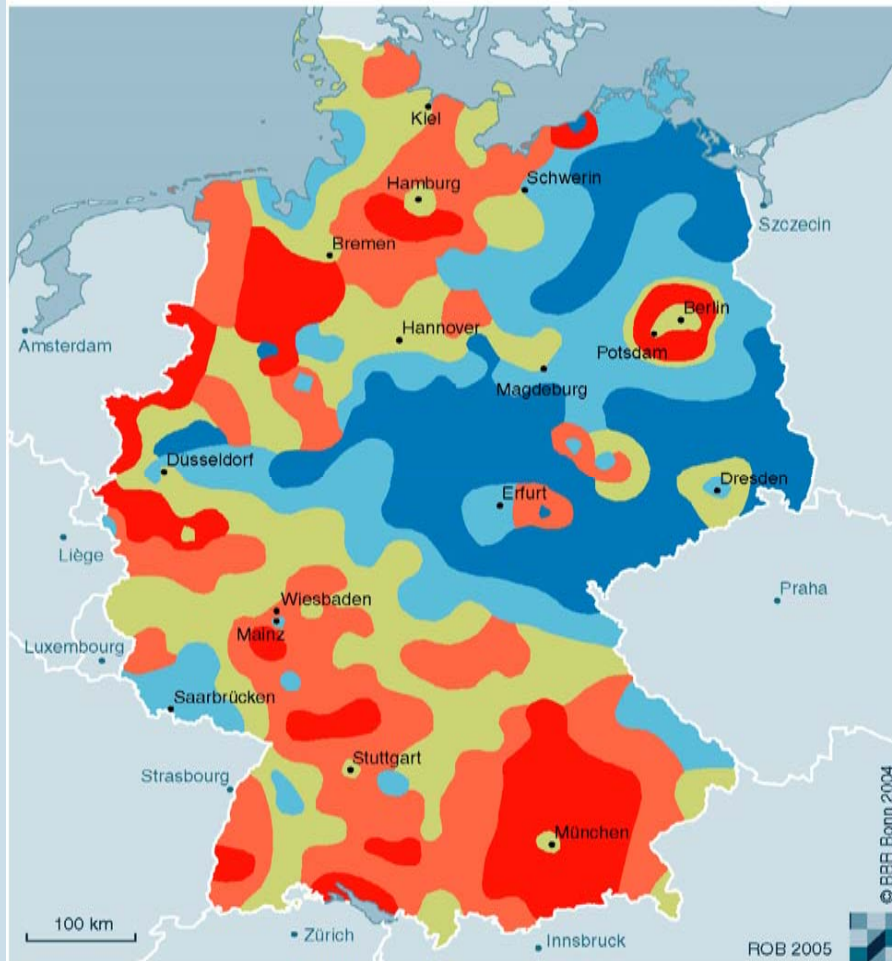 Kiel
Hamburg
Schwerin
Szczecin
Bremen
Berlin
Hannover
Amsterdam
Potsdam
Magdeburg
Düsseldorf
Dresden
Erfurt
Liège
Praha
Wiesbaden
Mainz
Luxembourg
Saarbrücken
Stuttgart
Strasbourg
München
© BBR Bonn 2004
100 km
Zürich
Innsbruck
ROB 2005